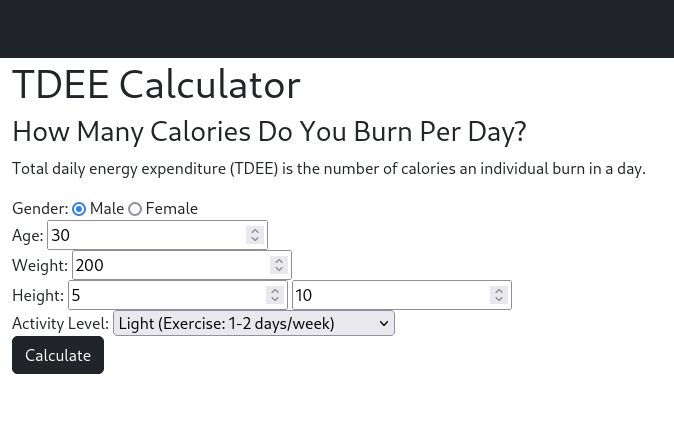 TDEE Calculator
How Many Calories Do You Burn Per Day?
Total daily energy expenditure (TDEE) is the number of calories an individual burn in a day.
Gender: Male Female
Age: 30
Weight: 200
Height: 5 10
Activity Level: Light (Exercise: 1-2 days/week)
Calculate